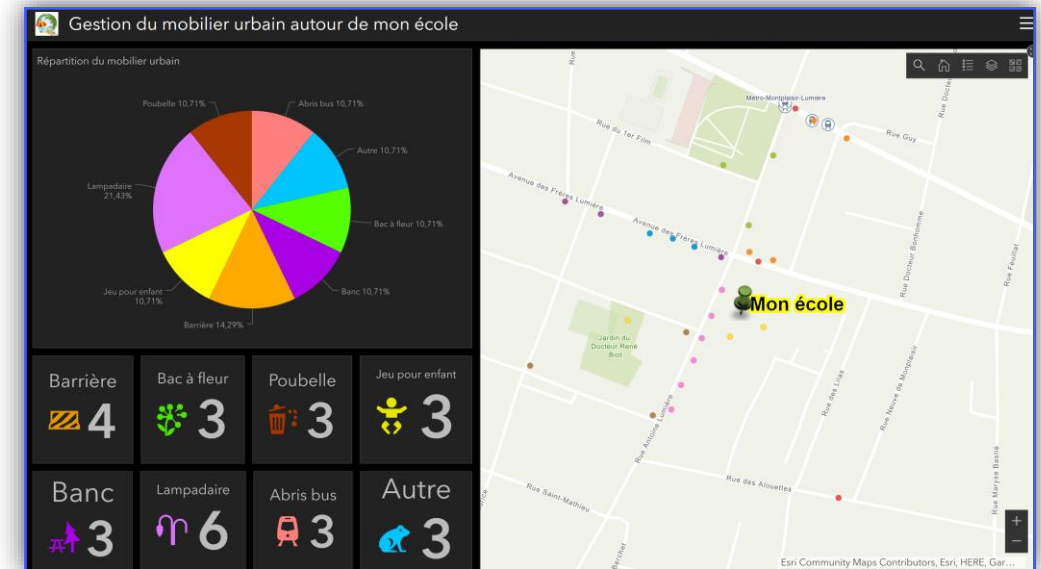 Gestion du mobilier urbain autour de mon école
Répartition du mobilier urbain
Poubelle 10,71%
Abris bus 10,71%
Autre 10,71%
Lampadaire
21,43%
Bac à fleur 10,71%
Jeu pour enfant
10,71%
Banc 10,71%
Barrière 14,29%
Barrière
4
Bac à fleur
3
Poubelle
3
Jeu pour enfant
3
Banc
3
Lampadaire
6
Abris bus
3
Autre
3
Rue
Métro-Montplaisir-Lumière
Rue Docteur
Rue du 1er Film
Rue Guy
Avenue des Frères Lumière
Avenue des Frères Lumière
Rue Docteur Bonhomme
Rue Feuillat
Mon école
Jardin du
Docteur René
Biot
Rue Antoine Lumière
Rue des Lilas
Rue Neuve de Monplaisir
Rue des Alouettes
Rue Saint-Mathieu
Rue Maryse Bastié
Berchet
+
−
Esri Community Maps Contributors, Esri, HERE, Gar...